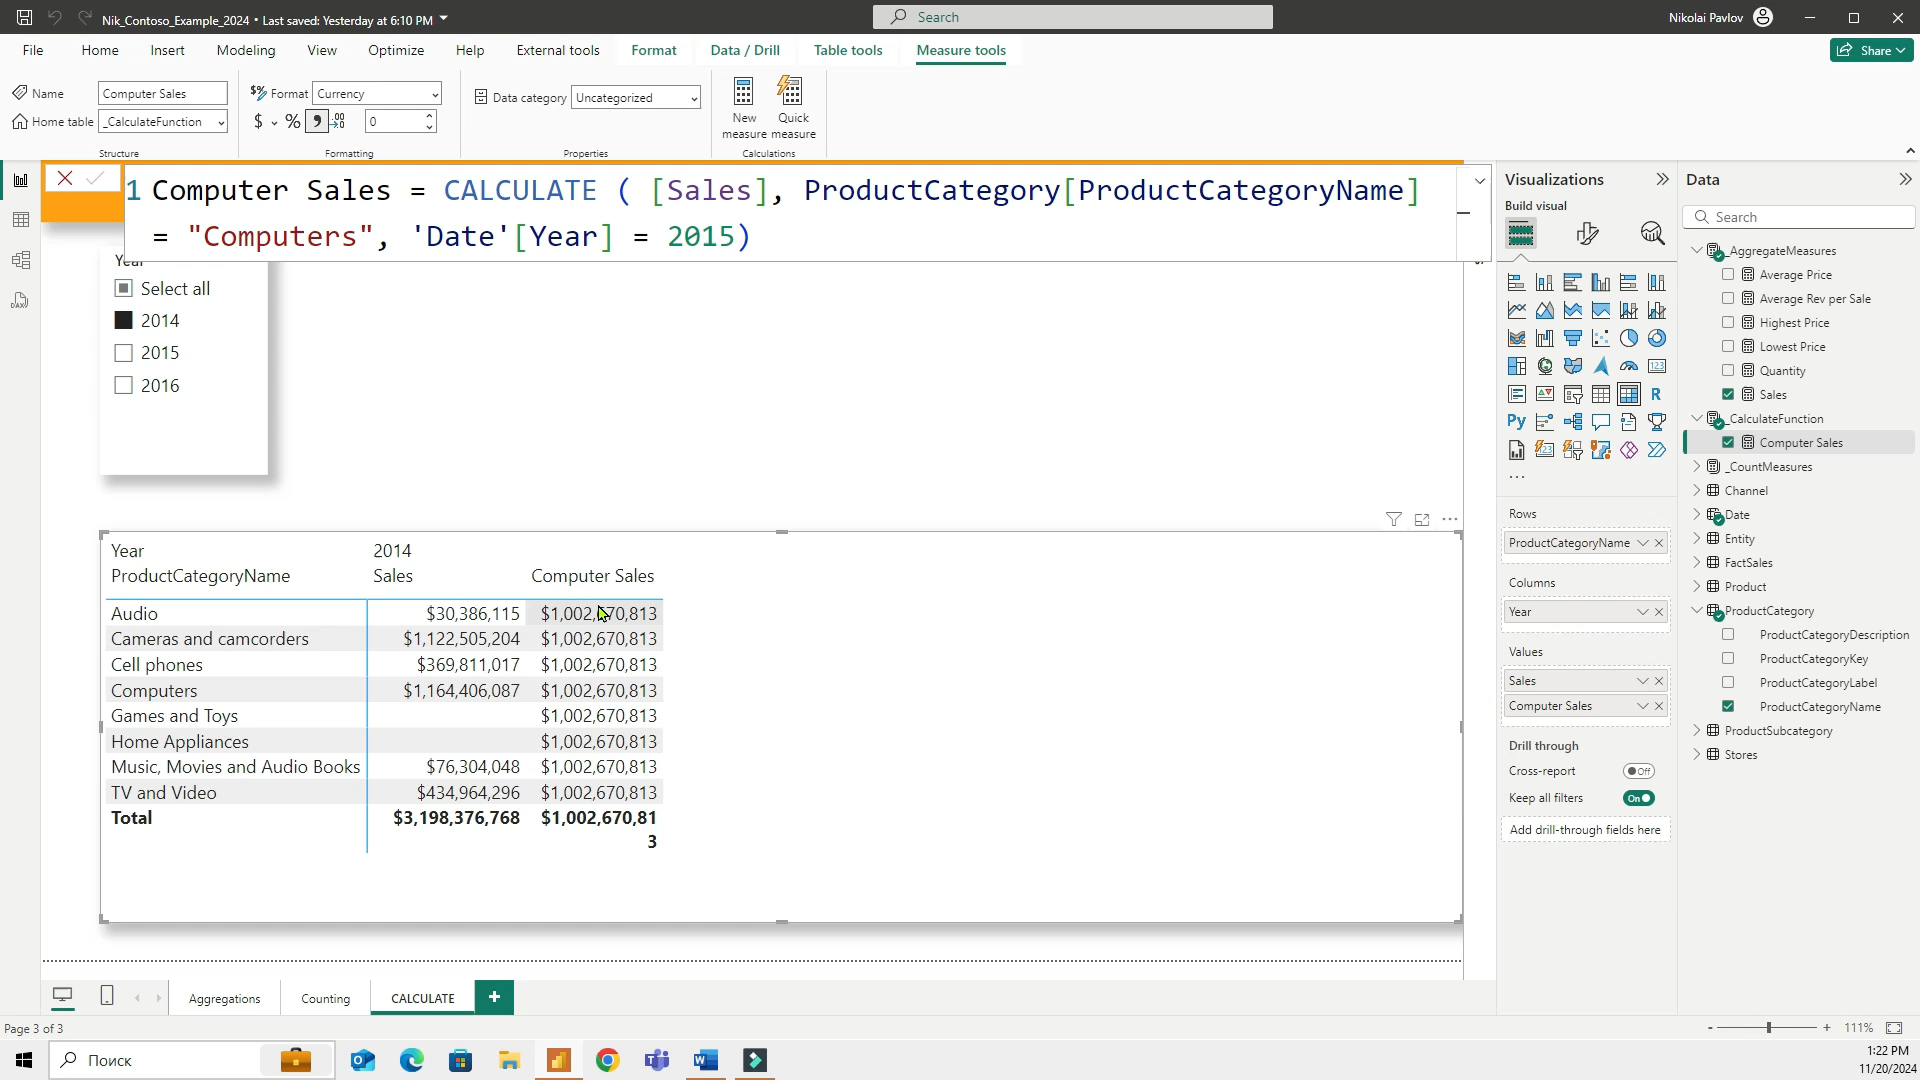 Nik_Contoso_Example_2024 • Last saved: Yesterday at 6:10 PM
Search
Nikolai Pavlov
File Home Insert Modeling View Optimize Help External tools Format Data / Drill Table tools Measure tools
Share
Name Computer Sales
Home table _CalculateFunction
Structure
Format Currency
$ % 0
Formatting
Data category Uncategorized
Properties
New measure
Quick measure
Calculations
1 Computer Sales = CALCULATE ( [Sales], ProductCategory[ProductCategoryName]
= "Computers", 'Date'[Year] = 2015)
Year
Select all
2014
2015
2016
Year 2014
ProductCategoryName Sales Computer Sales
Audio $30,386,115 $1,002,670,813
Cameras and camcorders $1,122,505,204 $1,002,670,813
Cell phones $369,811,017 $1,002,670,813
Computers $1,164,406,087 $1,002,670,813
Games and Toys $1,002,670,813
Home Appliances $1,002,670,813
Music, Movies and Audio Books $76,304,048 $1,002,670,813
TV and Video $434,964,296 $1,002,670,813
Total $3,198,376,768 $1,002,670,81
3
Visualizations
Build visual
R
Py
123
Rows
ProductCategoryName
Columns
Year
Values
Sales
Computer Sales
Drill through
Cross-report Off
Keep all filters On
Add drill-through fields here
Data
Search
_AggregateMeasures
Average Price
Average Rev per Sale
Highest Price
Lowest Price
Quantity
Sales
_CalculateFunction
Computer Sales
_CountMeasures
Channel
Date
Entity
FactSales
Product
ProductCategory
ProductCategoryDescription
ProductCategoryKey
ProductCategoryLabel
ProductCategoryName
ProductSubcategory
Stores
Aggregations Counting CALCULATE +
Page 3 of 3
- + 111%
Поиск
1:22 PM
11/20/2024